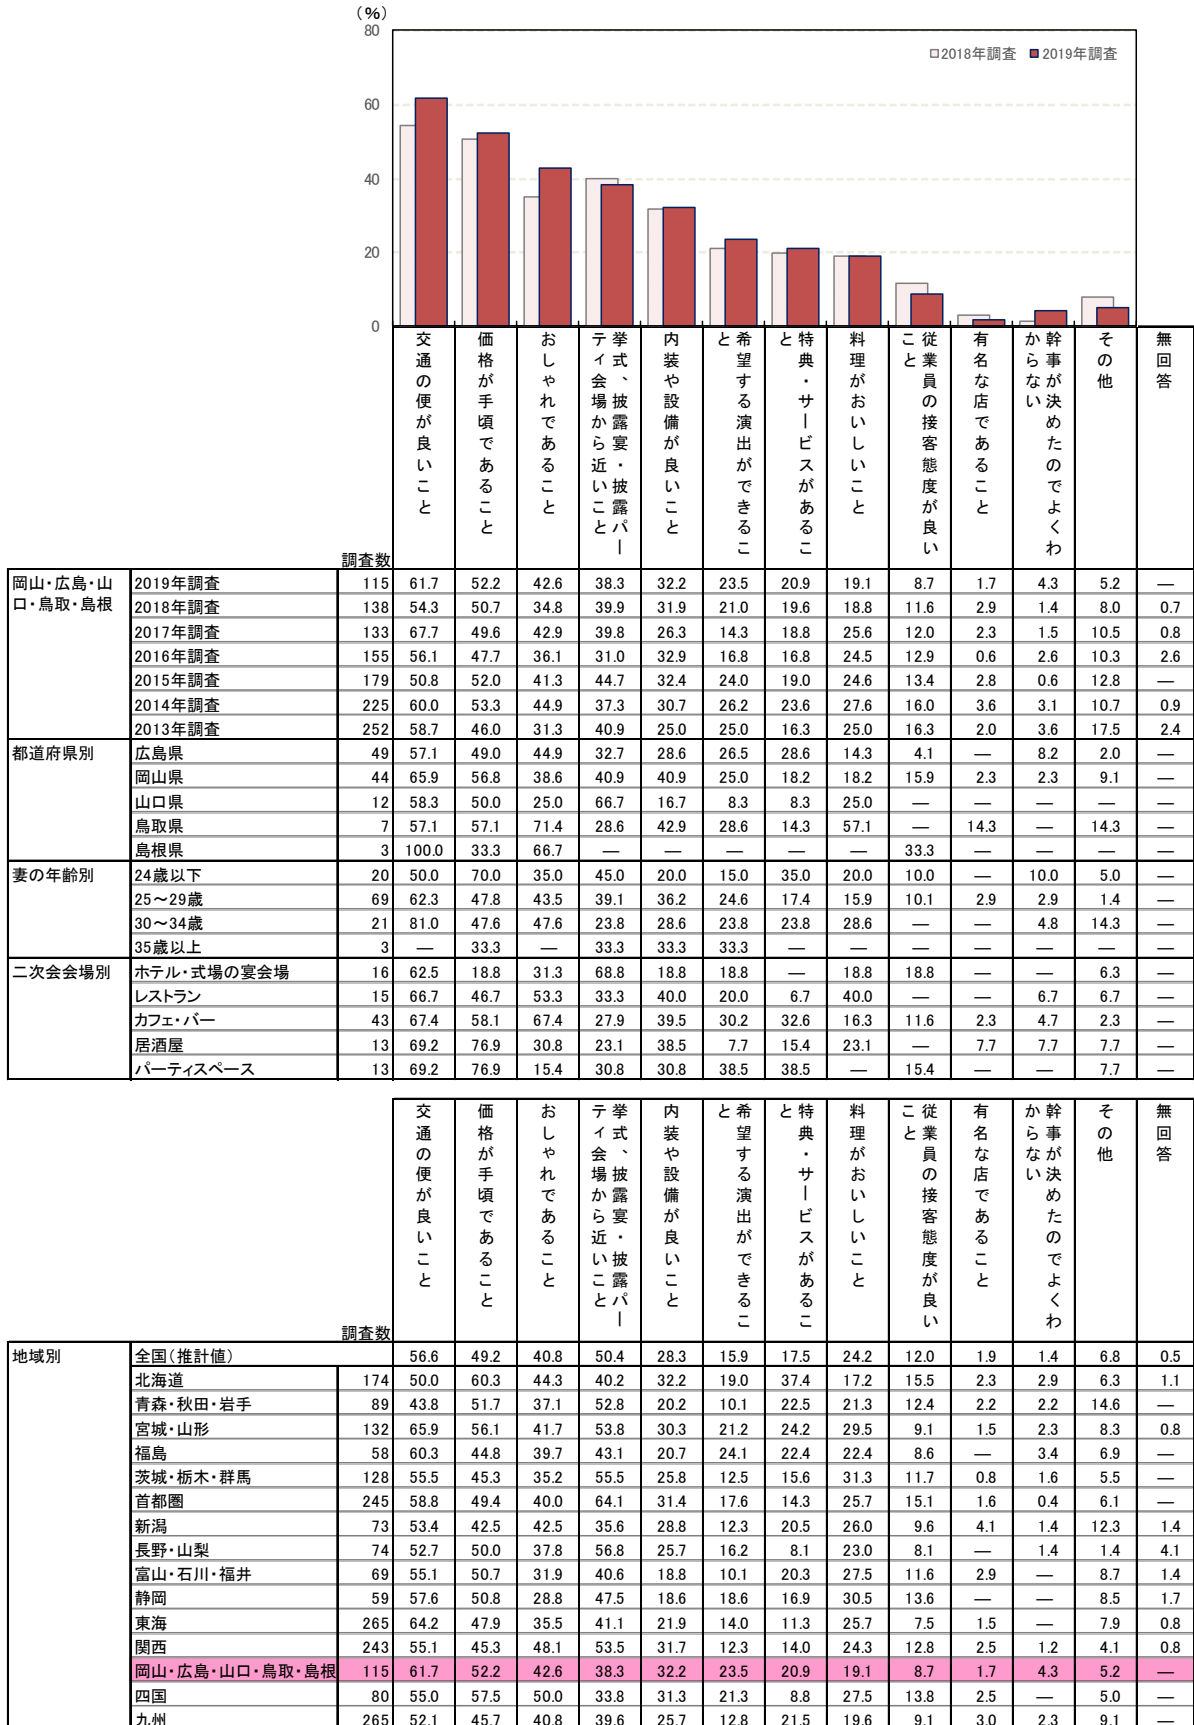 (%)
80
60
40
20
0
2018年調査 2019年調査
調査数
交通の便が良いこと
価格が手頃であること
おしゃれであること
挙式、披露宴・披露パーティ会場から近いこと
内装や設備が良いこと
希望する演出ができること
特典・サービスがあること
料理がおいしいこと
従業員の接客態度が良いこと
有名な店であること
幹事が決めたのでよくわからない
その他
無回答
岡山・広島・山口・鳥取・島根
2019年調査 115 61.7 52.2 42.6 38.3 32.2 23.5 20.9 19.1 8.7 1.7 4.3 5.2 ―
2018年調査 138 54.3 50.7 34.8 39.9 31.9 21.0 19.6 18.8 11.6 2.9 1.4 8.0 0.7
2017年調査 133 67.7 49.6 42.9 39.8 26.3 14.3 18.8 25.6 12.0 2.3 1.5 10.5 0.8
2016年調査 155 56.1 47.7 36.1 31.0 32.9 16.8 16.8 24.5 12.9 0.6 2.6 10.3 2.6
2015年調査 179 50.8 52.0 41.3 44.7 32.4 24.0 19.0 24.6 13.4 2.8 0.6 12.8 ―
2014年調査 225 60.0 53.3 44.9 37.3 30.7 26.2 23.6 27.6 16.0 3.6 3.1 10.7 0.9
2013年調査 252 58.7 46.0 31.3 40.9 25.0 25.0 16.3 25.0 16.3 2.0 3.6 17.5 2.4
都道府県別
広島県 49 57.1 49.0 44.9 32.7 28.6 26.5 28.6 14.3 4.1 ― 8.2 2.0 ―
岡山県 44 65.9 56.8 38.6 40.9 40.9 25.0 18.2 18.2 15.9 2.3 2.3 9.1 ―
山口県 12 58.3 50.0 25.0 66.7 16.7 8.3 8.3 25.0 ― ― ― ― ―
鳥取県 7 57.1 57.1 71.4 28.6 42.9 28.6 14.3 57.1 ― 14.3 ― 14.3 ―
島根県 3 100.0 33.3 66.7 ― ― ― ― ― 33.3 ― ― ― ―
妻の年齢別
24歳以下 20 50.0 70.0 35.0 45.0 20.0 15.0 35.0 20.0 10.0 ― 10.0 5.0 ―
25～29歳 69 62.3 47.8 43.5 39.1 36.2 24.6 17.4 15.9 10.1 2.9 2.9 1.4 ―
30～34歳 21 81.0 47.6 47.6 23.8 28.6 23.8 23.8 28.6 ― ― 4.8 14.3 ―
35歳以上 3 ― 33.3 ― 33.3 33.3 33.3 ― ― ― ― ― ― ―
二次会会場別
ホテル・式場の宴会場 16 62.5 18.8 31.3 68.8 18.8 18.8 ― 18.8 18.8 ― ― 6.3 ―
レストラン 15 66.7 46.7 53.3 33.3 40.0 20.0 6.7 40.0 ― ― 6.7 6.7 ―
カフェ・バー 43 67.4 58.1 67.4 27.9 39.5 30.2 32.6 16.3 11.6 2.3 4.7 2.3 ―
居酒屋 13 69.2 76.9 30.8 23.1 38.5 7.7 15.4 23.1 ― 7.7 7.7 7.7 ―
パーティスペース 13 69.2 76.9 15.4 30.8 30.8 38.5 38.5 ― 15.4 ― ― 7.7 ―
調査数
交通の便が良いこと
価格が手頃であること
おしゃれであること
挙式、披露宴・披露パーティ会場から近いこと
内装や設備が良いこと
希望する演出ができること
特典・サービスがあること
料理がおいしいこと
従業員の接客態度が良いこと
有名な店であること
幹事が決めたのでよくわからない
その他
無回答
地域別
全国(推計値) 56.6 49.2 40.8 50.4 28.3 15.9 17.5 24.2 12.0 1.9 1.4 6.8 0.5
北海道 174 50.0 60.3 44.3 40.2 32.2 19.0 37.4 17.2 15.5 2.3 2.9 6.3 1.1
青森・秋田・岩手 89 43.8 51.7 37.1 52.8 20.2 10.1 22.5 21.3 12.4 2.2 2.2 14.6 ―
宮城・山形 132 65.9 56.1 41.7 53.8 30.3 21.2 24.2 29.5 9.1 1.5 2.3 8.3 0.8
福島 58 60.3 44.8 39.7 43.1 20.7 24.1 22.4 22.4 8.6 ― 3.4 6.9 ―
茨城・栃木・群馬 128 55.5 45.3 35.2 55.5 25.8 12.5 15.6 31.3 11.7 0.8 1.6 5.5 ―
首都圏 245 58.8 49.4 40.0 64.1 31.4 17.6 14.3 25.7 15.1 1.6 0.4 6.1 ―
新潟 73 53.4 42.5 42.5 35.6 28.8 12.3 20.5 26.0 9.6 4.1 1.4 12.3 1.4
長野・山梨 74 52.7 50.0 37.8 56.8 25.7 16.2 8.1 23.0 8.1 ― 1.4 1.4 4.1
富山・石川・福井 69 55.1 50.7 31.9 40.6 18.8 10.1 20.3 27.5 11.6 2.9 ― 8.7 1.4
静岡 59 57.6 50.8 28.8 47.5 18.6 18.6 16.9 30.5 13.6 ― ― 8.5 1.7
東海 265 64.2 47.9 35.5 41.1 21.9 14.0 11.3 25.7 7.5 1.5 ― 7.9 0.8
関西 243 55.1 45.3 48.1 53.5 31.7 12.3 14.0 24.3 12.8 2.5 1.2 4.1 0.8
岡山・広島・山口・鳥取・島根 115 61.7 52.2 42.6 38.3 32.2 23.5 20.9 19.1 8.7 1.7 4.3 5.2 ―
四国 80 55.0 57.5 50.0 33.8 31.3 21.3 8.8 27.5 13.8 2.5 ― 5.0 ―
九州 265 52.1 45.7 40.8 39.6 25.7 12.8 21.5 19.6 9.1 3.0 2.3 9.1 ―